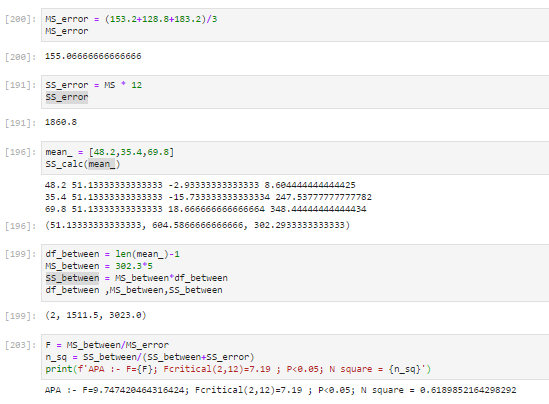 [200]: MS_error = (153.2+128.8+183.2)/3
MS_error
[200]: 155.06666666666666
[191]: SS_error = MS * 12
SS_error
[191]: 1860.8
[196]: mean_ = [48.2,35.4,69.8]
SS_calc(mean_)
48.2 51.13333333333333 -2.93333333333333 8.604444444444425
35.4 51.13333333333333 -15.733333333333334 247.53777777777782
69.8 51.13333333333333 18.666666666666664 348.44444444444434
[196]: (51.13333333333333, 604.5866666666666, 302.2933333333333)
[199]: df_between = len(mean_)-1
MS_between = 302.3*5
SS_between = MS_between*df_between
df_between ,MS_between,SS_between
[199]: (2, 1511.5, 3023.0)
[203]: F = MS_between/MS_error
n_sq = SS_between/(SS_between+SS_error)
print(f'APA :- F={F}; Fcritical(2,12)=7.19 ; P<0.05; N square = {n_sq}')
APA :- F=9.747420464316424; Fcritical(2,12)=7.19 ; P<0.05; N square = 0.6189852164298292